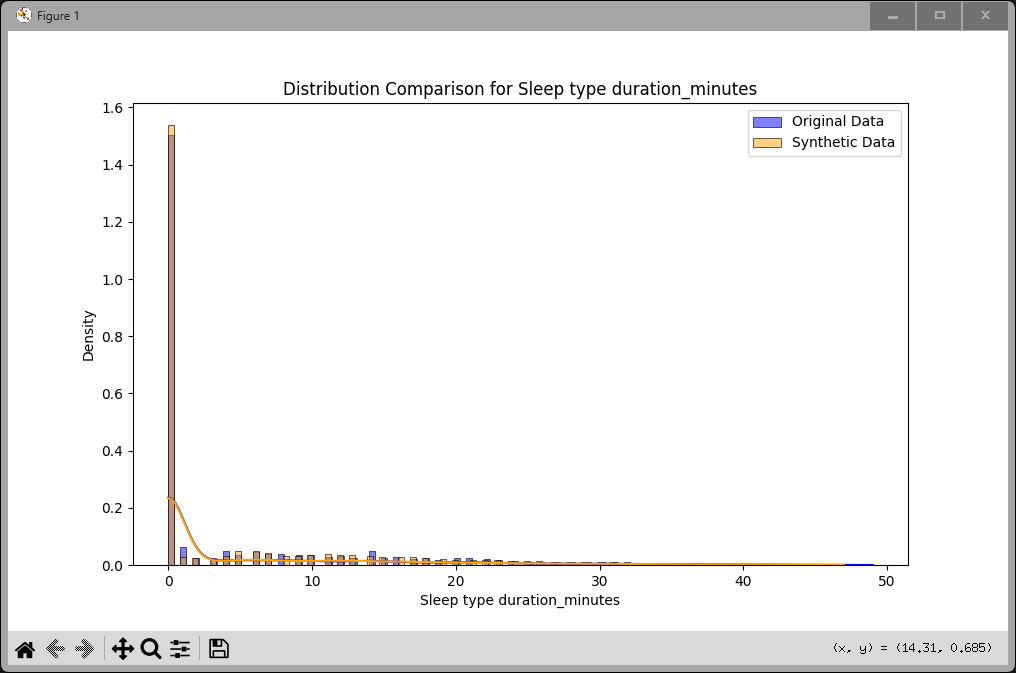 Figure 1
Distribution Comparison for Sleep type duration_minutes
Original Data
Synthetic Data
1.6
1.4
1.2
1.0
0.8
0.6
0.4
0.2
0.0
Density
0 10 20 30 40 50
Sleep type duration_minutes
(x, y) = (14.31, 0.685)